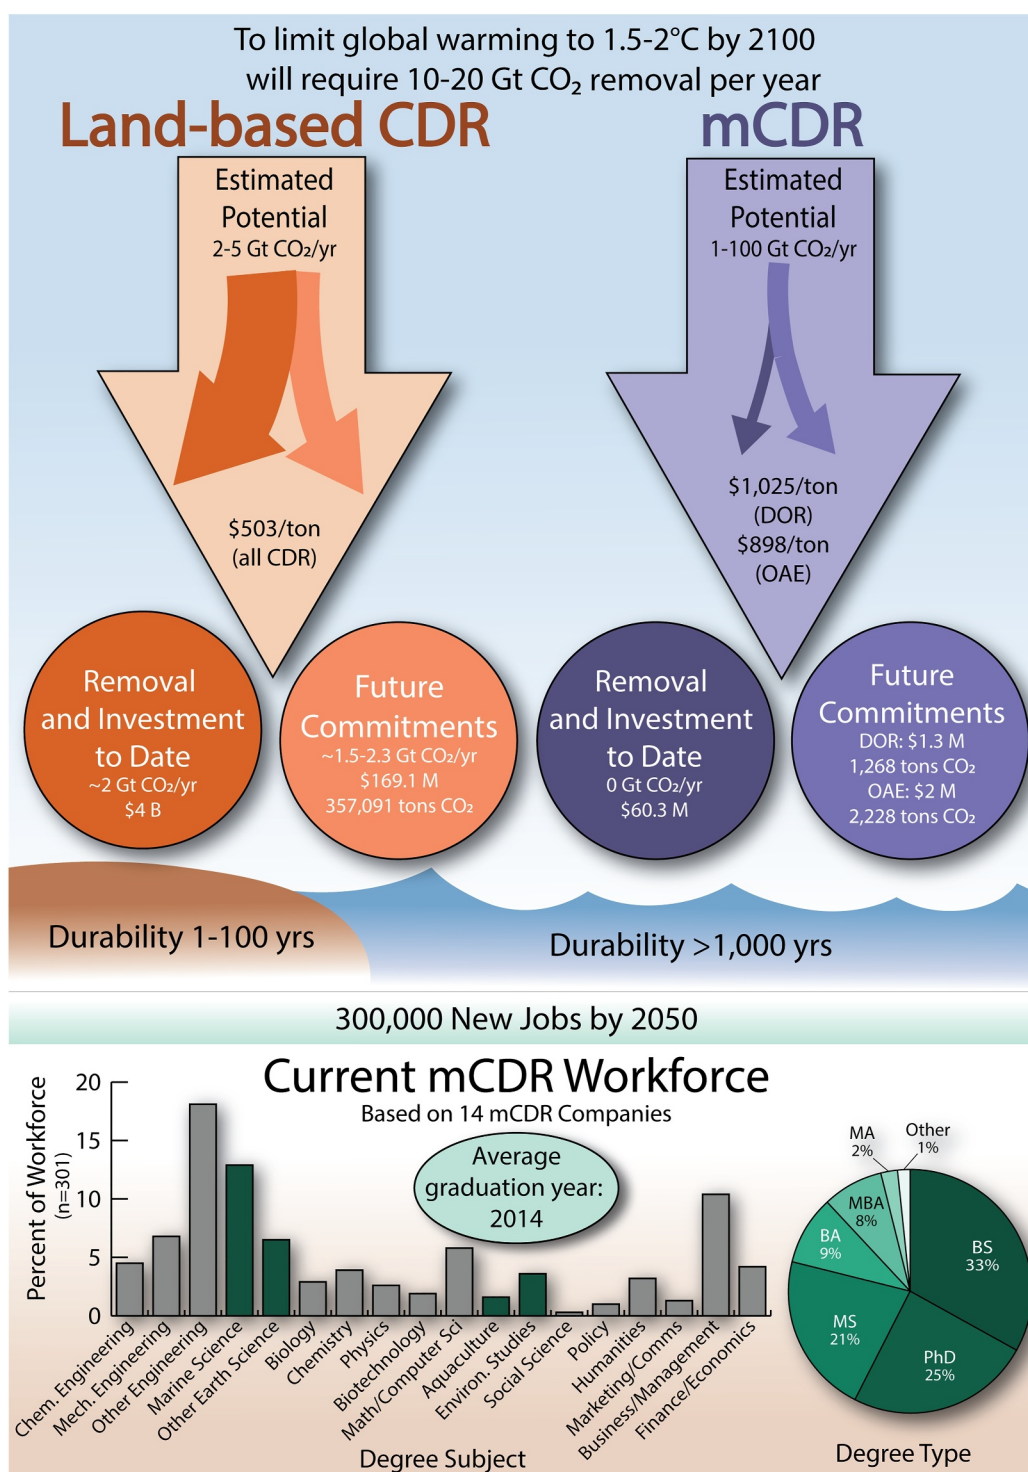 To limit global warming to 1.5-2°C by 2100
will require 10-20 Gt CO₂ removal per year
Land-based CDR
Estimated
Potential
2-5 Gt CO₂/yr
$503/ton
(all CDR)
Removal
and Investment
to Date
~2 Gt CO₂/yr
$4 B
Future
Commitments
~1.5-2.3 Gt CO₂/yr
$169.1 M
357,091 tons CO₂
mCDR
Estimated
Potential
1-100 Gt CO₂/yr
$1,025/ton
(DOR)
$898/ton
(OAE)
Removal
and Investment
to Date
0 Gt CO₂/yr
$60.3 M
Future
Commitments
DOR: $1.3 M
1,268 tons CO₂
OAE: $2 M
2,228 tons CO₂
Durability 1-100 yrs
Durability >1,000 yrs
300,000 New Jobs by 2050
Current mCDR Workforce
Based on 14 mCDR Companies
Average
graduation year:
2014
Percent of Workforce
(n=301)
20
15
10
5
0
Chem. Engineering
Mech. Engineering
Other Engineering
Marine Science
Other Earth Science
Biology
Chemistry
Physics
Biotechnology
Math/Computer Sci
Aquaculture
Environ. Studies
Social Science
Policy
Humanities
Marketing/Comms
Business/Management
Finance/Economics
Degree Subject
MA
2%
Other
1%
MBA
8%
BA
9%
BS
33%
MS
21%
PhD
25%
Degree Type